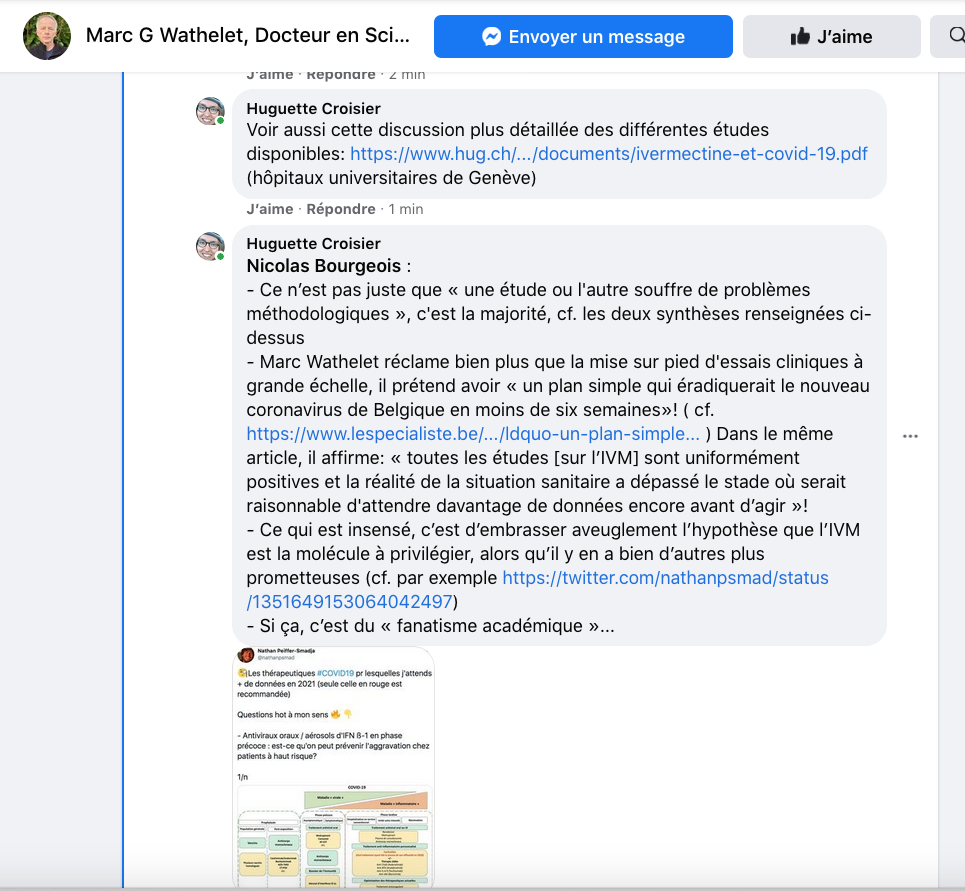 Marc G Wathelet, Docteur en Sci...
Envoyer un message
J’aime
J’aime · Répondre · 2 min
Huguette Croisier
Voir aussi cette discussion plus détaillée des différentes études
disponibles: https://www.hug.ch/.../documents/ivermectine-et-covid-19.pdf
(hôpitaux universitaires de Genève)
J’aime · Répondre · 1 min
Huguette Croisier
Nicolas Bourgeois :
- Ce n’est pas juste que « une étude ou l'autre souffre de problèmes
méthodologiques », c'est la majorité, cf. les deux synthèses renseignées ci-
dessus
- Marc Wathelet réclame bien plus que la mise sur pied d'essais cliniques à
grande échelle, il prétend avoir « un plan simple qui éradiquerait le nouveau
coronavirus de Belgique en moins de six semaines»! ( cf.
https://www.lespecialiste.be/.../ldquo-un-plan-simple... ) Dans le même
article, il affirme: « toutes les études [sur l’IVM] sont uniformément
positives et la réalité de la situation sanitaire a dépassé le stade où serait
raisonnable d'attendre davantage de données encore avant d’agir »!
- Ce qui est insensé, c’est d’embrasser aveuglement l’hypothèse que l’IVM
est la molécule à privilégier, alors qu’il y en a bien d’autres plus
prometteuses (cf. par exemple https://twitter.com/nathanpsmad/status
/1351649153064042497)
- Si ça, c’est du « fanatisme académique »...
Nathan Peiffer-Smadja
@nathanpsmad
Les thérapeutiques #COVID19 pr lesquelles j'attends
+ de données en 2021 (seule celle en rouge est
recommandée)
Questions hot à mon sens
- Antiviraux oraux / aérosols d'IFN ß-1 en phase
précoce : est-ce qu'on peut prévenir l'aggravation chez
patients à haut risque?
1/n
COVID-19
Maladie « virale »
Maladie « inflammatoire »